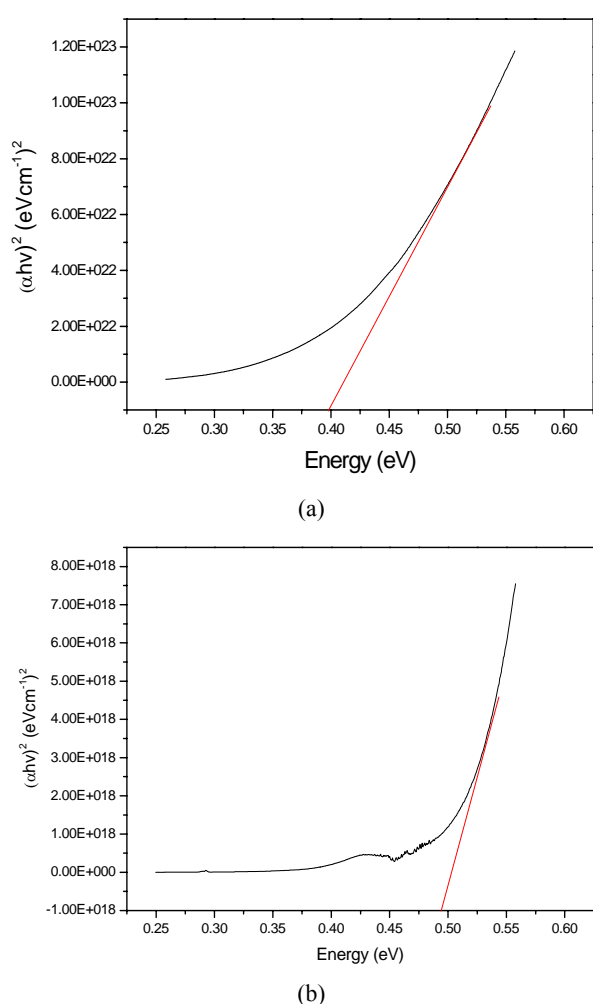 1.20E+023
1.00E+023
8.00E+022
6.00E+022
4.00E+022
2.00E+022
0.00E+000
(αhν)² (eVcm⁻¹)²
0.25 0.30 0.35 0.40 0.45 0.50 0.55 0.60
Energy (eV)
(a)
8.00E+018
7.00E+018
6.00E+018
5.00E+018
4.00E+018
3.00E+018
2.00E+018
1.00E+018
0.00E+000
-1.00E+018
(αhν)² (eVcm⁻¹)²
0.25 0.30 0.35 0.40 0.45 0.50 0.55 0.60
Energy (eV)
(b)